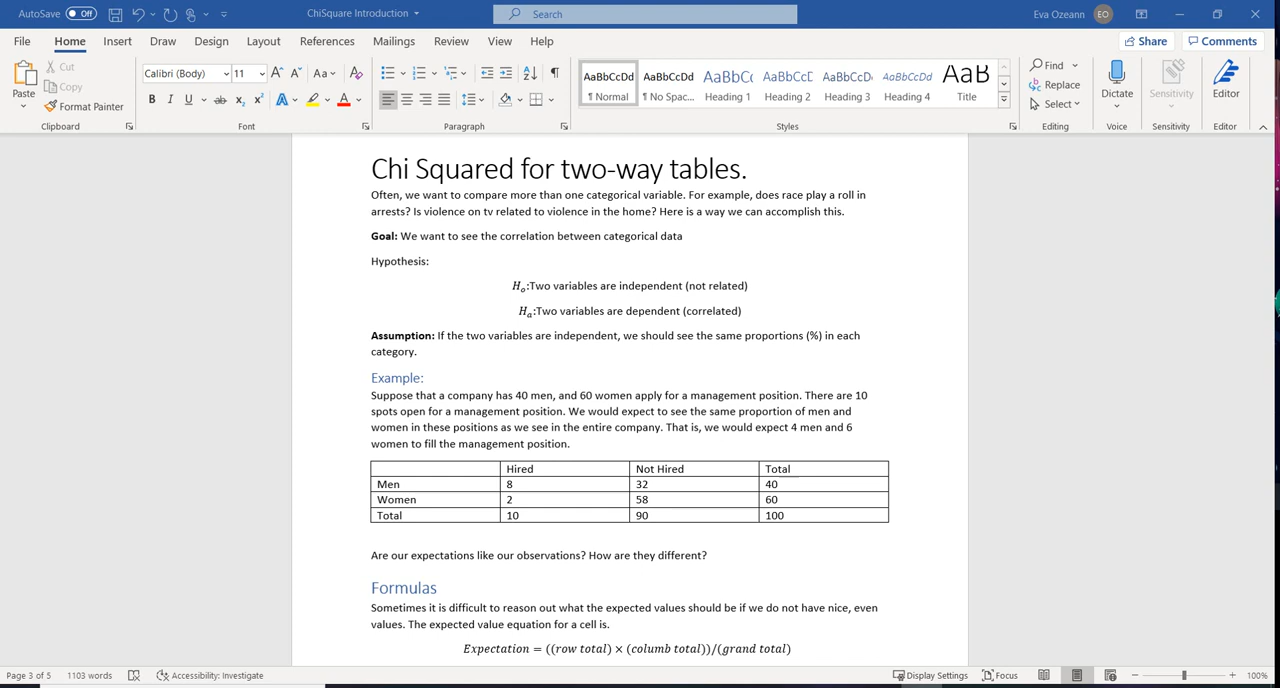 AutoSave Off ChiSquare Introduction Search Eva Ozeann EO
File Home Insert Draw Design Layout References Mailings Review View Help Share Comments
Paste Cut Copy Format Painter
Calibri (Body) 11 A A Aa A
B I U ab x₂ x² A A
AaBbCcDd AaBbCcDd AaBbCc AaBbCcD AaBbCcD AaBbCcDd AaB
¶ Normal ¶ No Spac... Heading 1 Heading 2 Heading 3 Heading 4 Title
Find Replace Select
Dictate Sensitivity Editor
Clipboard Font Paragraph Styles Editing Voice Sensitivity Editor
Chi Squared for two-way tables.
Often, we want to compare more than one categorical variable. For example, does race play a roll in
arrests? Is violence on tv related to violence in the home? Here is a way we can accomplish this.
Goal: We want to see the correlation between categorical data
Hypothesis:
Hₒ:Two variables are independent (not related)
Hₐ:Two variables are dependent (correlated)
Assumption: If the two variables are independent, we should see the same proportions (%) in each
category.
Example:
Suppose that a company has 40 men, and 60 women apply for a management position. There are 10
spots open for a management position. We would expect to see the same proportion of men and
women in these positions as we see in the entire company. That is, we would expect 4 men and 6
women to fill the management position.
Hired Not Hired Total
Men 8 32 40
Women 2 58 60
Total 10 90 100
Are our expectations like our observations? How are they different?
Formulas
Sometimes it is difficult to reason out what the expected values should be if we do not have nice, even
values. The expected value equation for a cell is.
Expectation = ((row total) × (columb total))/(grand total)
Page 3 of 5 1103 words Accessibility: Investigate Display Settings Focus 100%